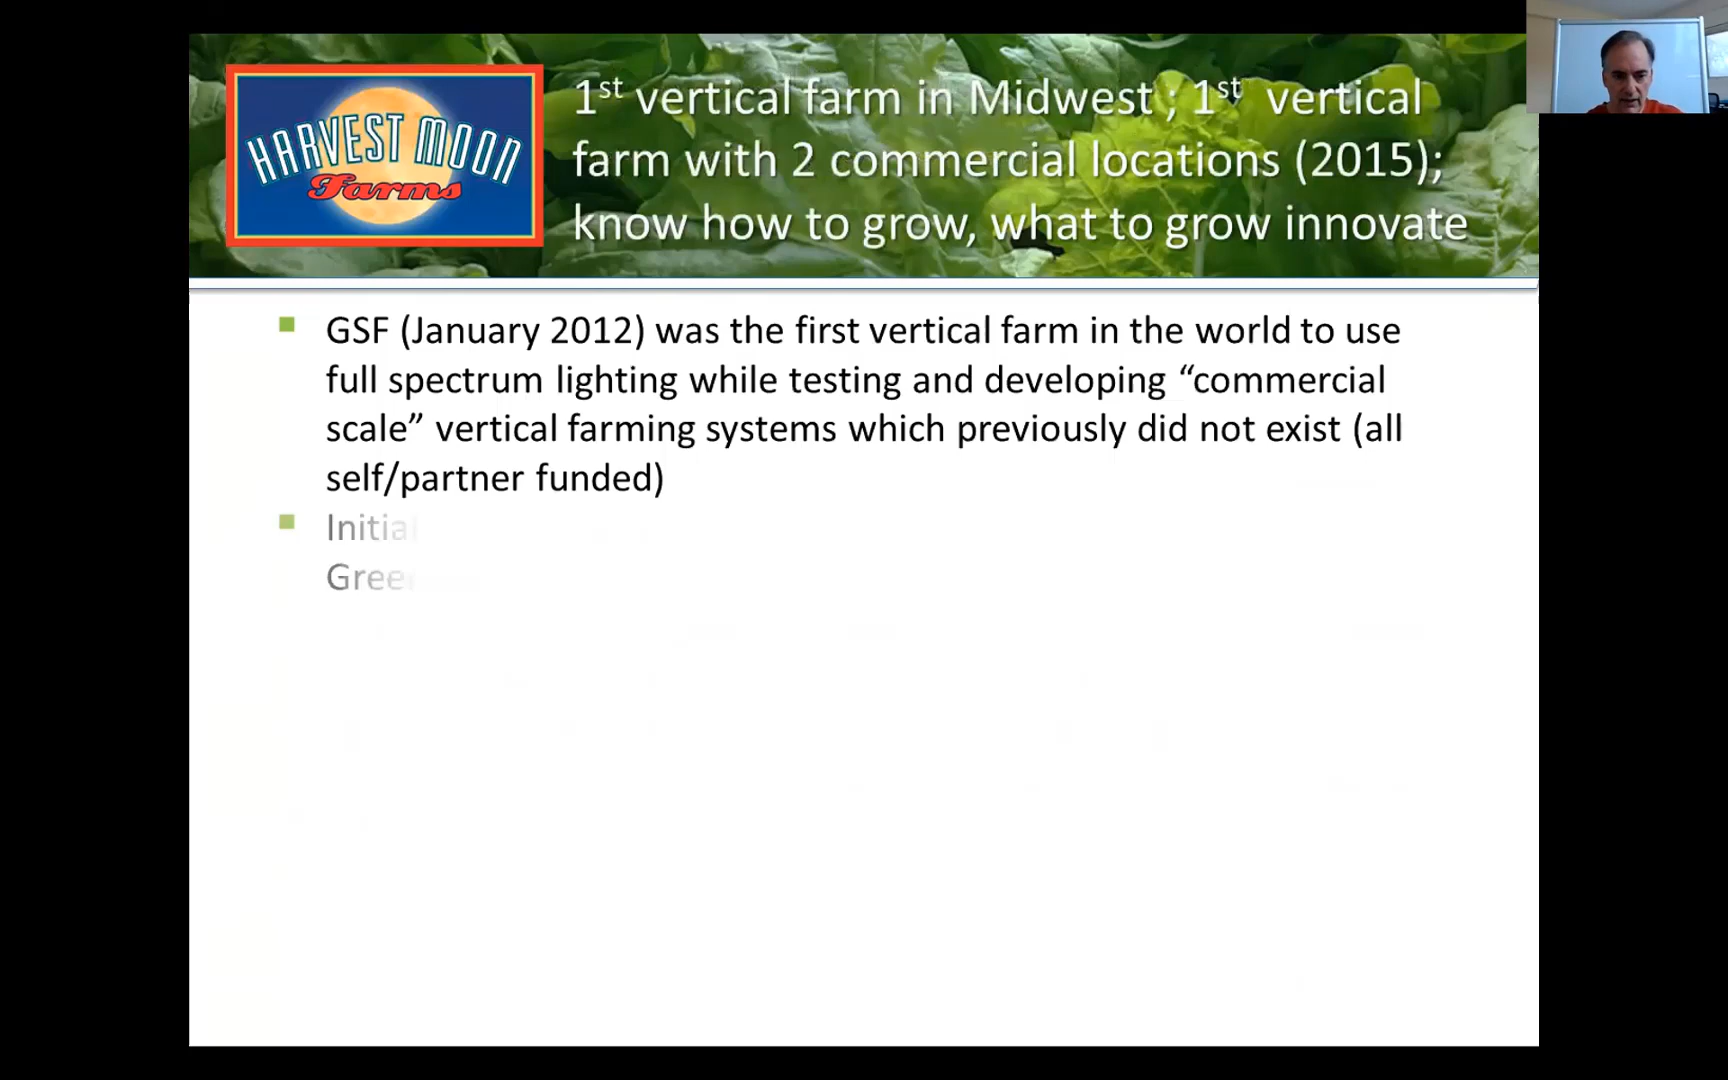 HARVEST MOON
Farms
1st vertical farm in Midwest ; 1st vertical
farm with 2 commercial locations (2015);
know how to grow, what to grow innovate
GSF (January 2012) was the first vertical farm in the world to use
full spectrum lighting while testing and developing “commercial
scale” vertical farming systems which previously did not exist (all
self/partner funded)
Initial
Gree